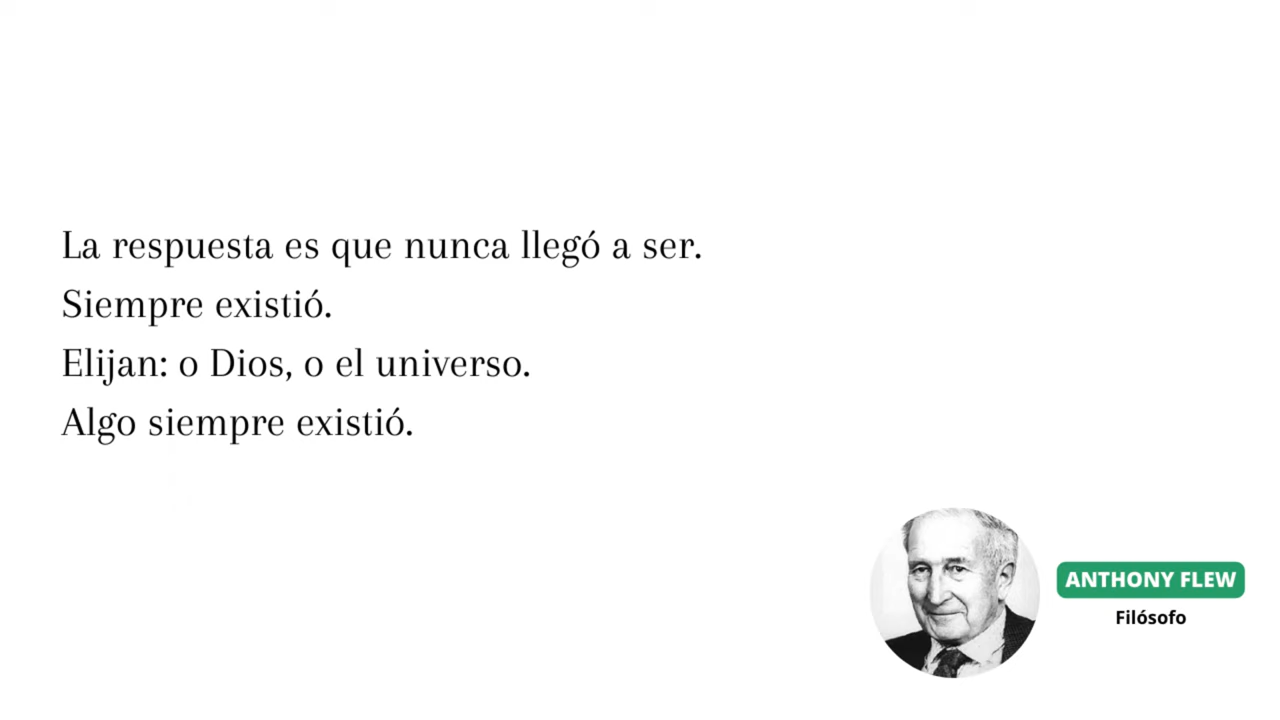 La respuesta es que nunca llegó a ser.
Siempre existió.
Elijan: o Dios, o el universo.
Algo siempre existió.
ANTHONY FLEW
Filósofo